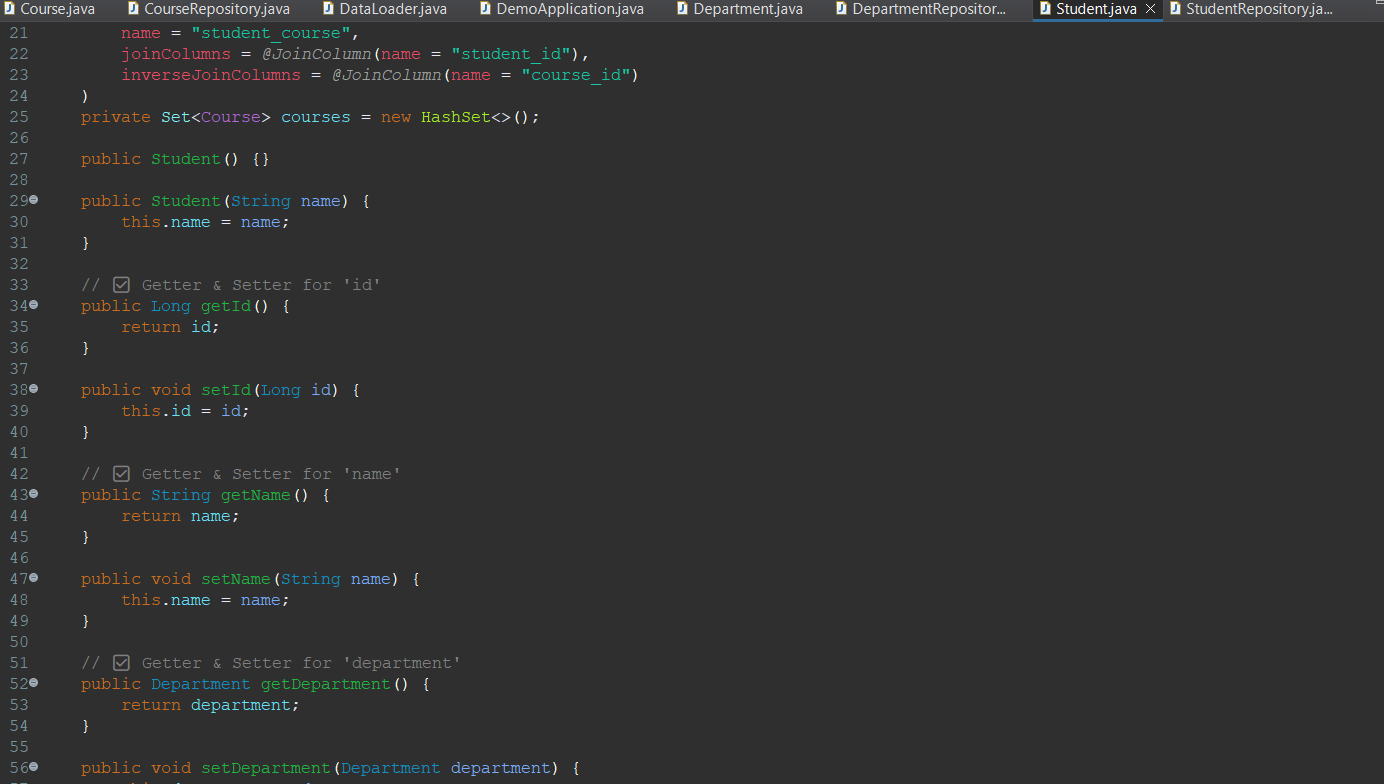 Course.java CourseRepository.java DataLoader.java DemoApplication.java Department.java DepartmentRepositor... Student.java StudentRepository.ja...
21 name = "student_course",
22 joinColumns = @JoinColumn(name = "student_id"),
23 inverseJoinColumns = @JoinColumn(name = "course_id")
24 )
25 private Set<Course> courses = new HashSet<>();
26
27 public Student() {}
28
29 public Student(String name) {
30 this.name = name;
31 }
32
33 // ☑ Getter & Setter for 'id'
34 public Long getId() {
35 return id;
36 }
37
38 public void setId(Long id) {
39 this.id = id;
40 }
41
42 // ☑ Getter & Setter for 'name'
43 public String getName() {
44 return name;
45 }
46
47 public void setName(String name) {
48 this.name = name;
49 }
50
51 // ☑ Getter & Setter for 'department'
52 public Department getDepartment() {
53 return department;
54 }
55
56 public void setDepartment(Department department) {